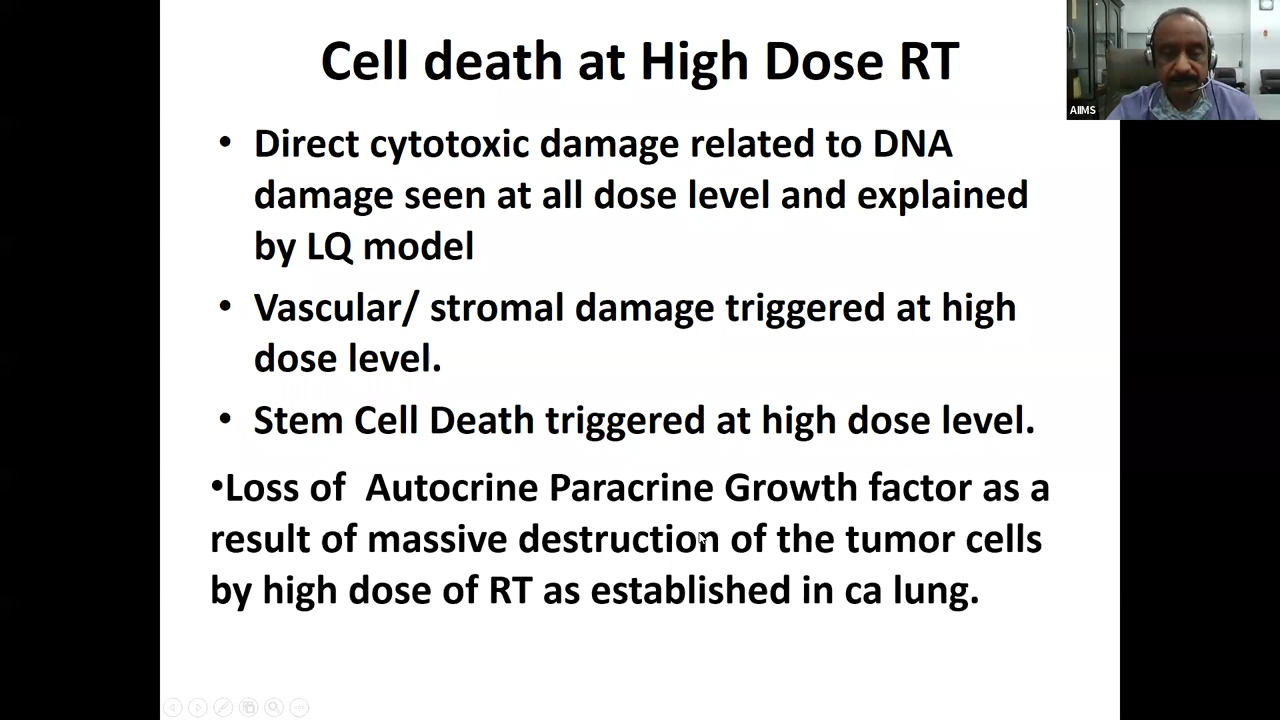 Cell death at High Dose RT
AIIMS
• Direct cytotoxic damage related to DNA
damage seen at all dose level and explained
by LQ model
• Vascular/ stromal damage triggered at high
dose level.
• Stem Cell Death triggered at high dose level.
•Loss of  Autocrine Paracrine Growth factor as a
result of massive destruction of the tumor cells
by high dose of RT as established in ca lung.